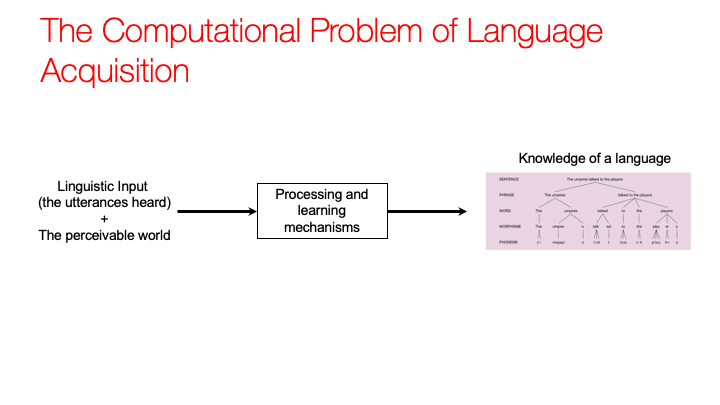 The Computational Problem of Language
Acquisition
Linguistic Input
(the utterances heard)
+
The perceivable world
Processing and
learning
mechanisms
Knowledge of a language
SENTENCE The umpires talked to the players
PHRASE The umpires talked to the players
WORD The umpires talked to the players
MORPHEME The umpire s talk ed to the play er s
PHONEME